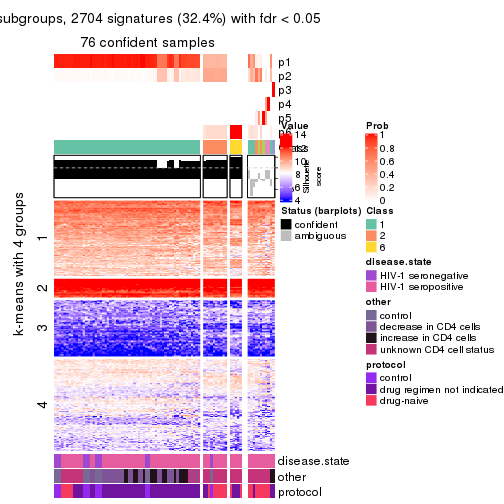 subgroups, 2704 signatures (32.4%) with fdr < 0.05
76 confident samples
p1
p2
p3
p4
p5
p6
Value
14
12
10
8
6
4
Silhouette
score
Prob
1
0.8
0.6
0.4
0.2
0
Status (barplots)
confident
ambiguous
Class
1
2
6
disease.state
HIV-1 seronegative
HIV-1 seropositive
other
control
decrease in CD4 cells
increase in CD4 cells
unknown CD4 cell status
protocol
control
drug regimen not indicated
drug-naive
k-means with 4 groups
1
2
3
4
disease.state
other
protocol